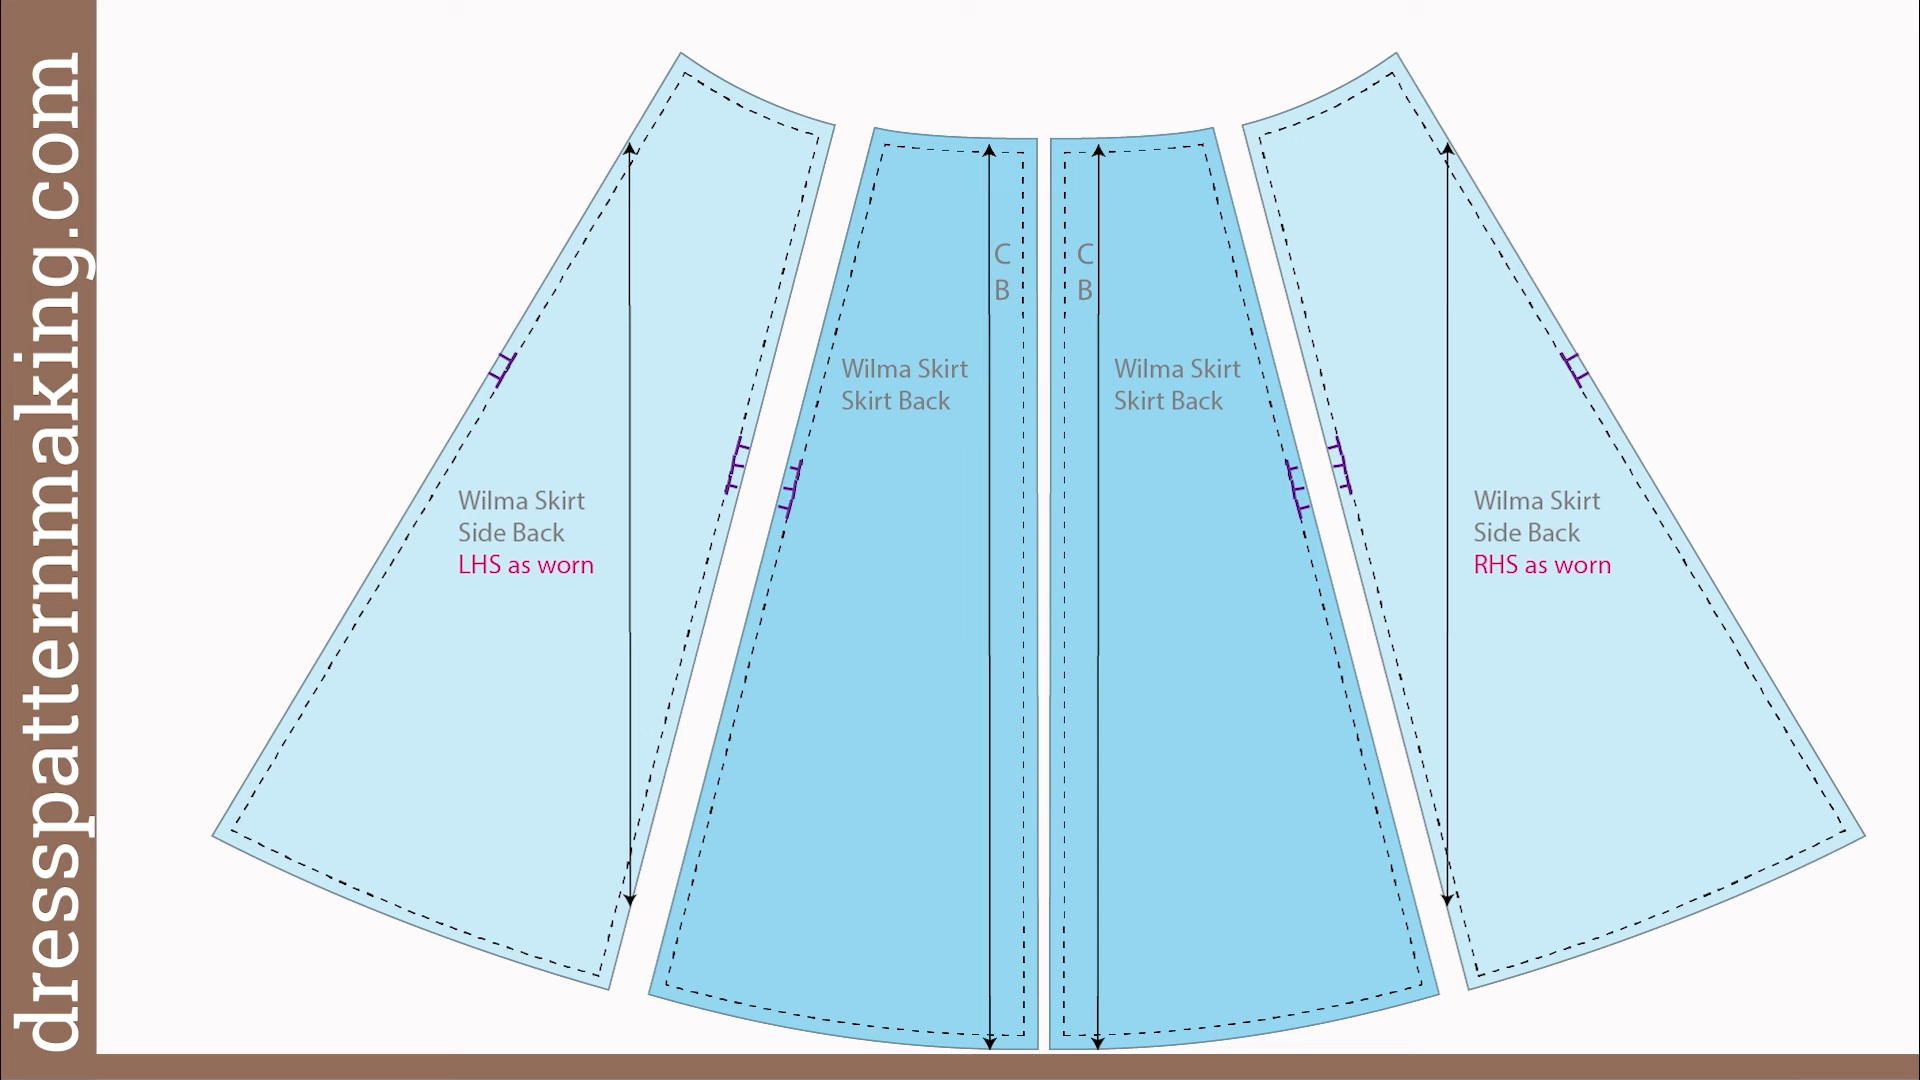 dresspatternmaking.com
C
B
C
B
Wilma Skirt
Skirt Back
Wilma Skirt
Skirt Back
Wilma Skirt
Side Back
LHS as worn
Wilma Skirt
Side Back
RHS as worn